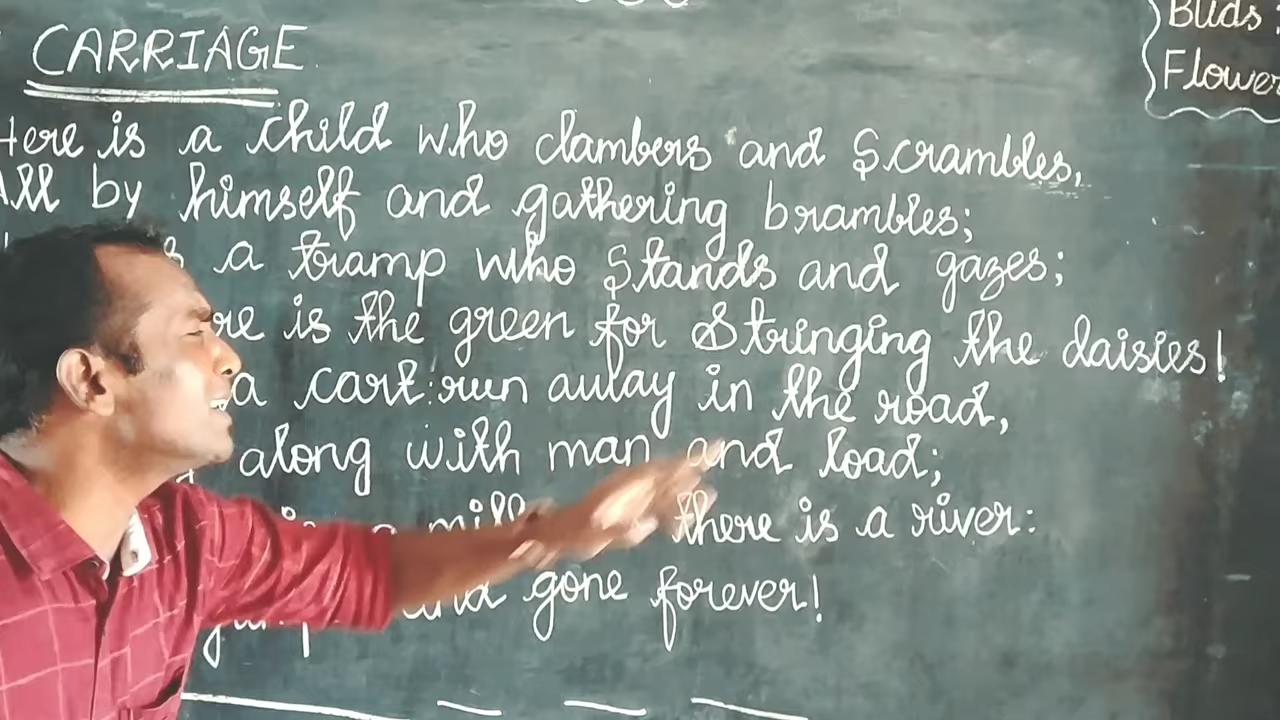 CARRIAGE
Here is a child who clambers and Scrambles,
All by himself and gathering brambles;
a tramp who Stands and gazes;
is the green for Stringing the daisies!
a cart run away in the road,
along with man and load;
there is a river:
and gone forever!
Buds:
Flower